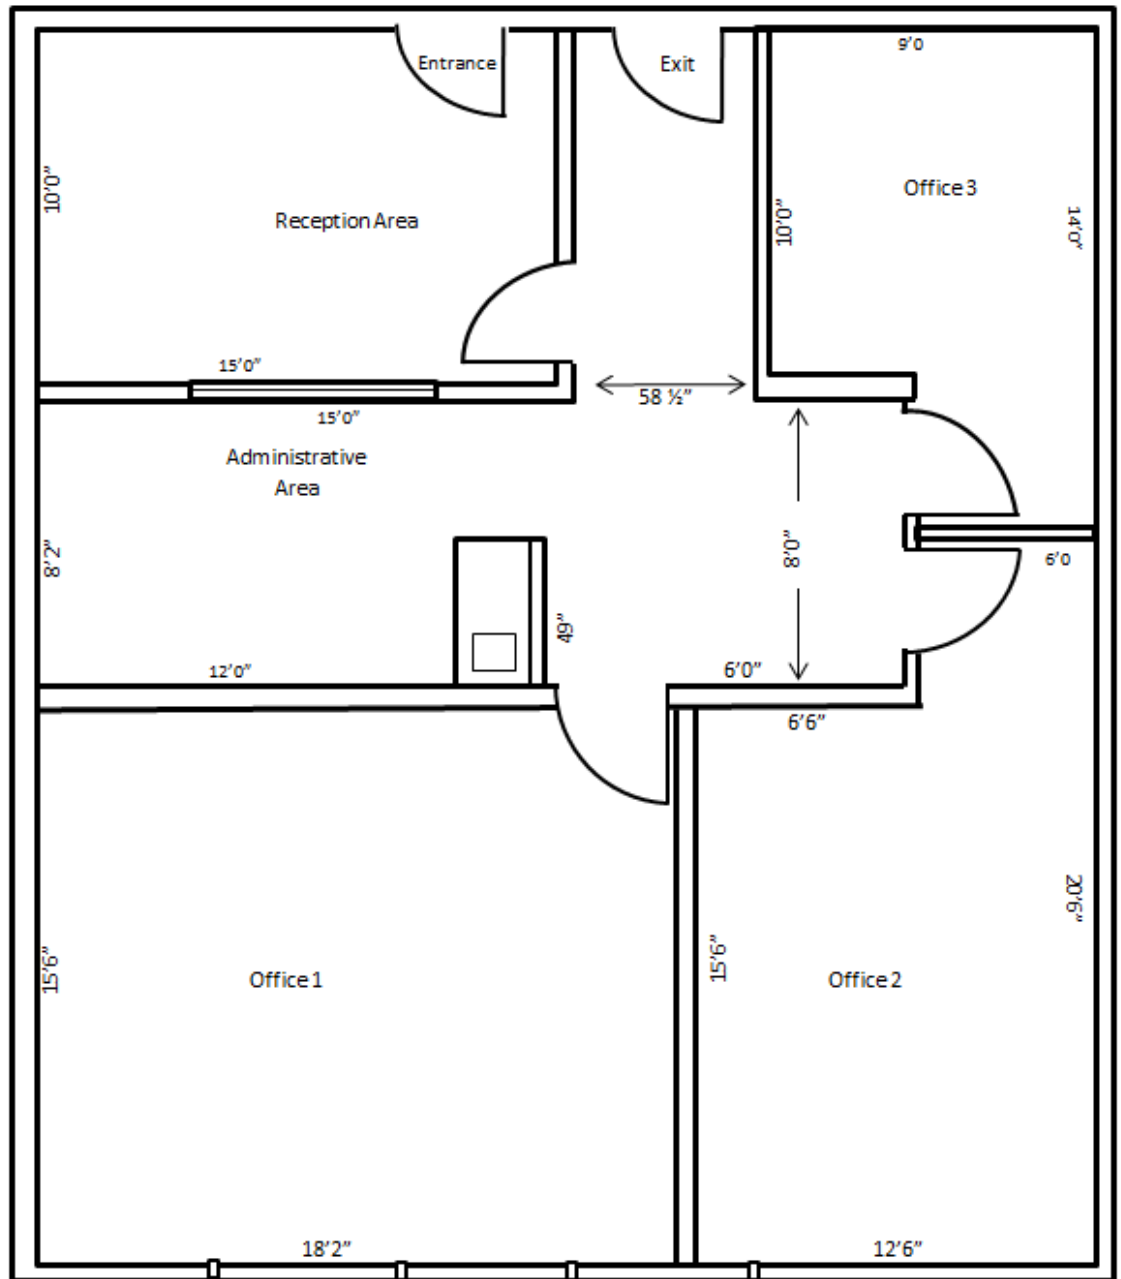 9'0
Entrance
Exit
10'0"
Reception Area
10'0"
Office 3
14'0"
15'0"
58 ½"
15'0"
Administrative
Area
8'2"
8'0"
6'0
49"
12'0"
6'0"
6'6"
20'6"
15'6"
Office 1
15'6"
Office 2
18'2"
12'6"